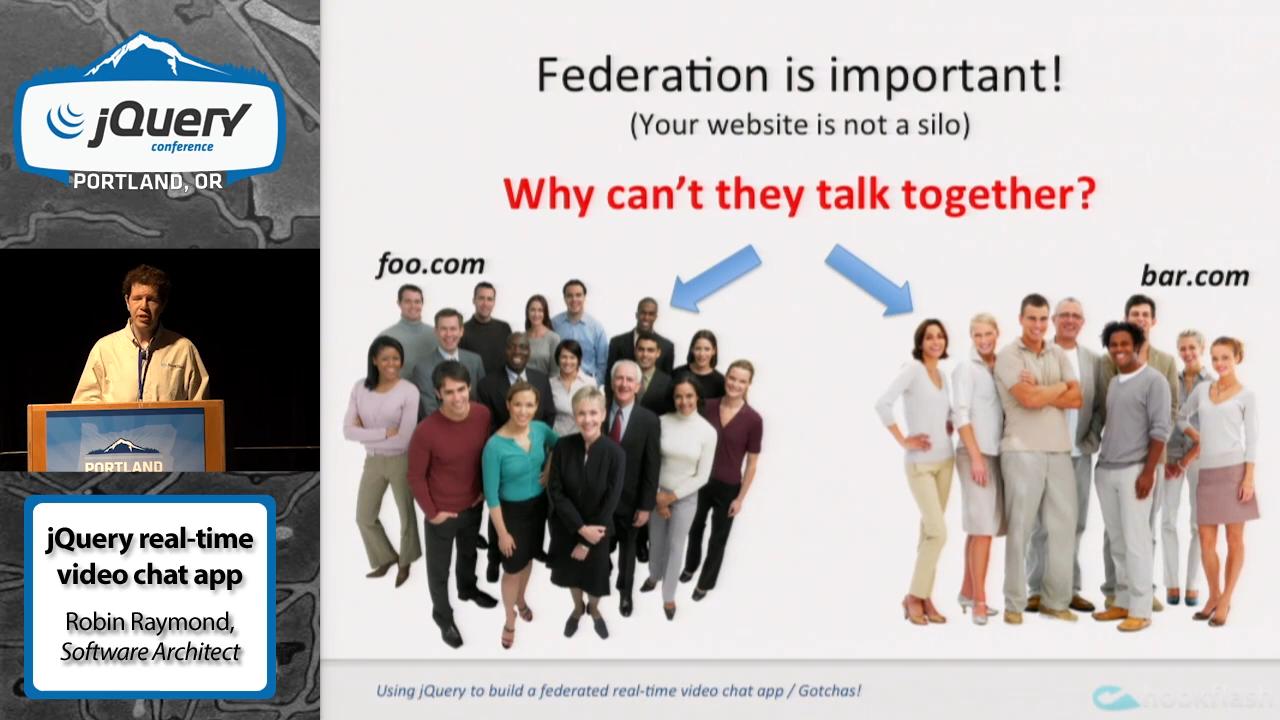 jQuery
conference
PORTLAND, OR
PORTLAND
jQuery real-time
video chat app
Robin Raymond,
Software Architect
Federation is important!
(Your website is not a silo)
Why can't they talk together?
foo.com
bar.com
Using jQuery to build a federated real-time video chat app / Gotchas!
hookflash